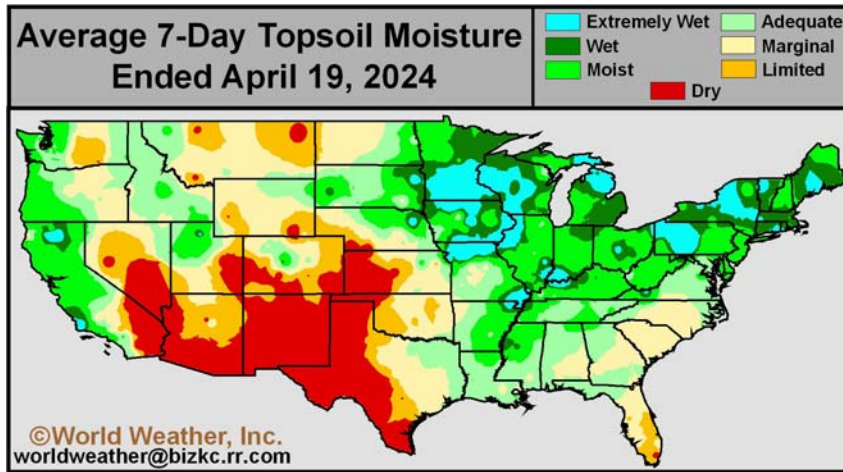 Average 7-Day Topsoil Moisture
Ended April 19, 2024
Extremely Wet
Adequate
Wet
Marginal
Moist
Limited
Dry
©World Weather, Inc.
worldweather@bizkc.rr.com